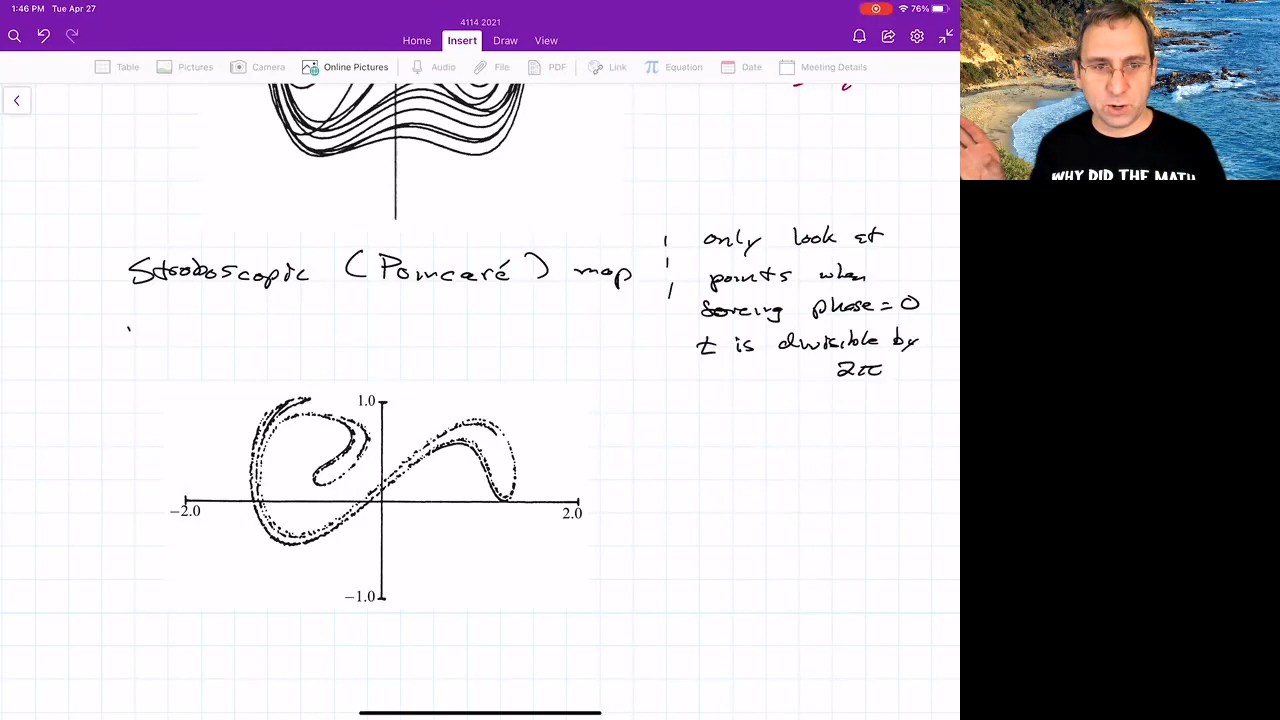 1:46 PM Tue Apr 27
76%
4114 2021
Home Insert Draw View
Table Pictures Camera Online Pictures Audio File PDF Link Equation Date Meeting Details
WHY DID THE MATH
Stroboscopic (Poincaré) map
only look at
points when
forcing phase = 0
t is divisible by
2π
1.0
-2.0
2.0
-1.0